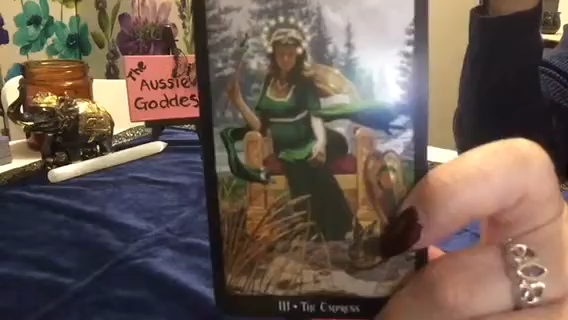 The
Aussie
Goddess
III • The Empress